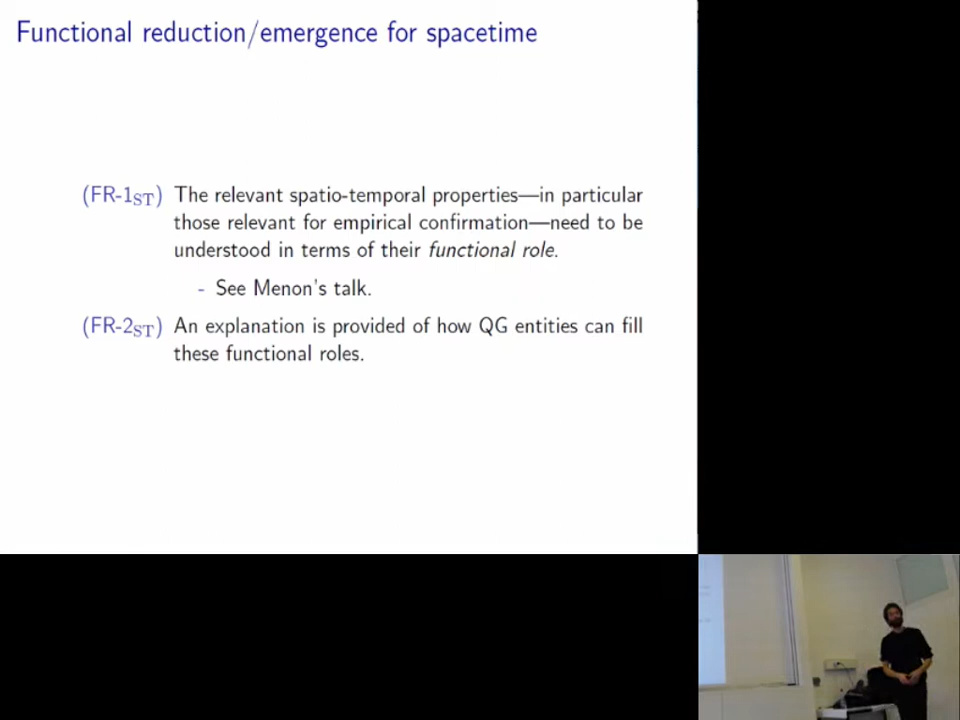 Functional reduction/emergence for spacetime
(FR-1ST) The relevant spatio-temporal properties—in particular
those relevant for empirical confirmation—need to be
understood in terms of their functional role.
- See Menon's talk.
(FR-2ST) An explanation is provided of how QG entities can fill
these functional roles.